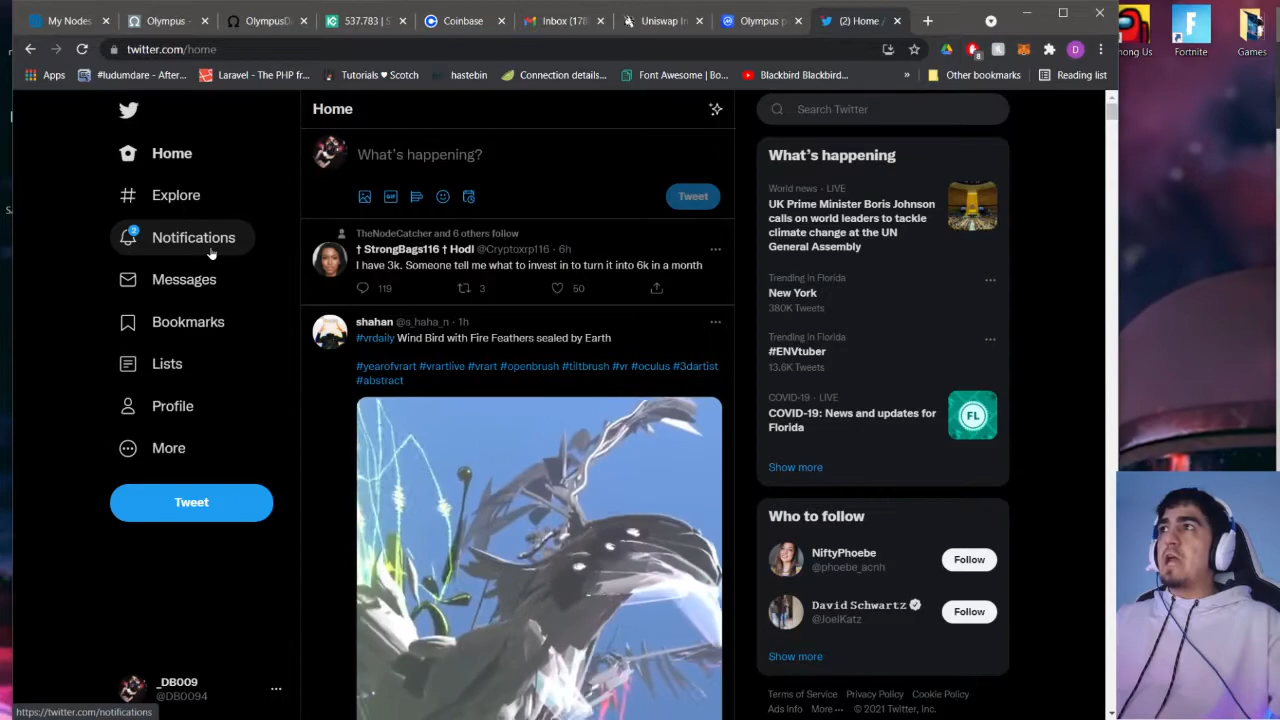 My Nodes
Olympus -
OlympusD
537.783 | S
Coinbase
Inbox (178
Uniswap In
Olympus p
(2) Home /
twitter.com/home
8
D
Apps
#ludumdare - After...
Laravel - The PHP fr...
Tutorials ♥ Scotch
hastebin
Connection details...
Font Awesome | Bo...
Blackbird Blackbird...
»
Other bookmarks
Reading list
mong Us
Fortnite
Games
Home
Explore
2
Notifications
Messages
Bookmarks
Lists
Profile
More
Tweet
_DB009
@DB0094
https://twitter.com/notifications
Home
What's happening?
GIF
Tweet
TheNodeCatcher and 6 others follow
† StrongBags116 † Hodl @Cryptoxrp116 · 6h
I have 3k. Someone tell me what to invest in to turn it into 6k in a month
119 3 50
shahan @s_ha_n · 1h
#vrdaily Wind Bird with Fire Feathers sealed by Earth
#yearofvrart #vrartlive #vrart #openbrush #tiltbrush #vr #oculus #3dartist
#abstract
Search Twitter
What's happening
World news · LIVE
UK Prime Minister Boris Johnson
calls on world leaders to tackle
climate change at the UN
General Assembly
Trending in Florida
New York
380K Tweets
Trending in Florida
#ENVtuber
13.6K Tweets
COVID-19 · LIVE
COVID-19: News and updates for
Florida
FL
Show more
Who to follow
NiftyPhoebe
@phoebe_acnh
Follow
David Schwartz
@JoelKatz
Follow
Show more
Terms of Service Privacy Policy Cookie Policy
Ads Info More ··· © 2021 Twitter, Inc.